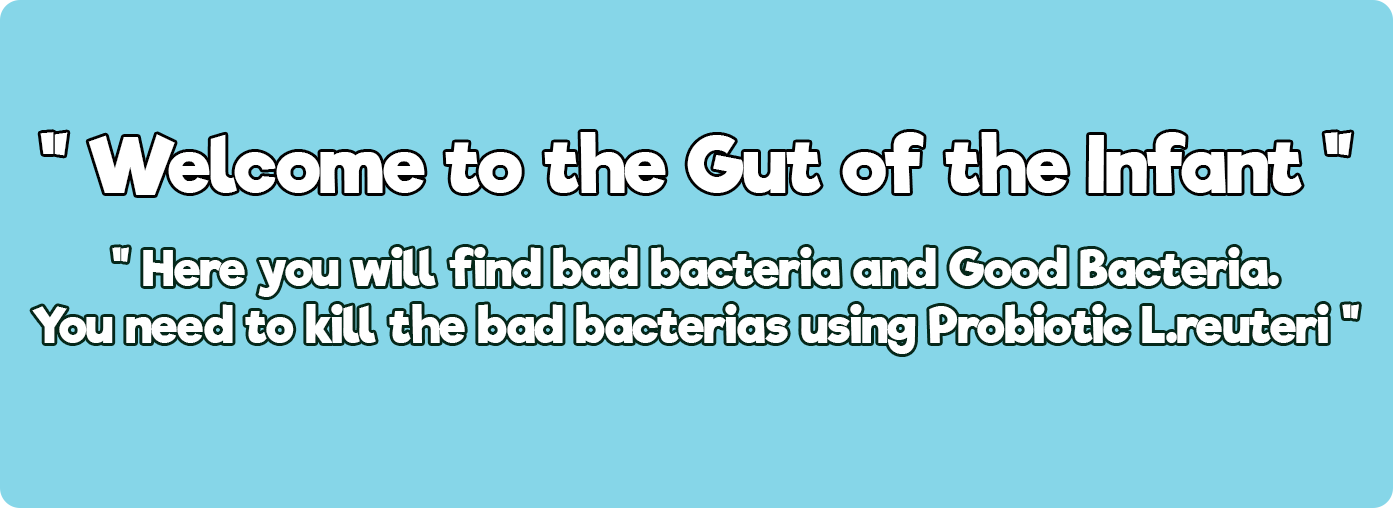 " Welcome to the Gut of the Infant "
" Here you will find bad bacteria and Good Bacteria.
You need to kill the bad bacterias using Probiotic L.reuteri "